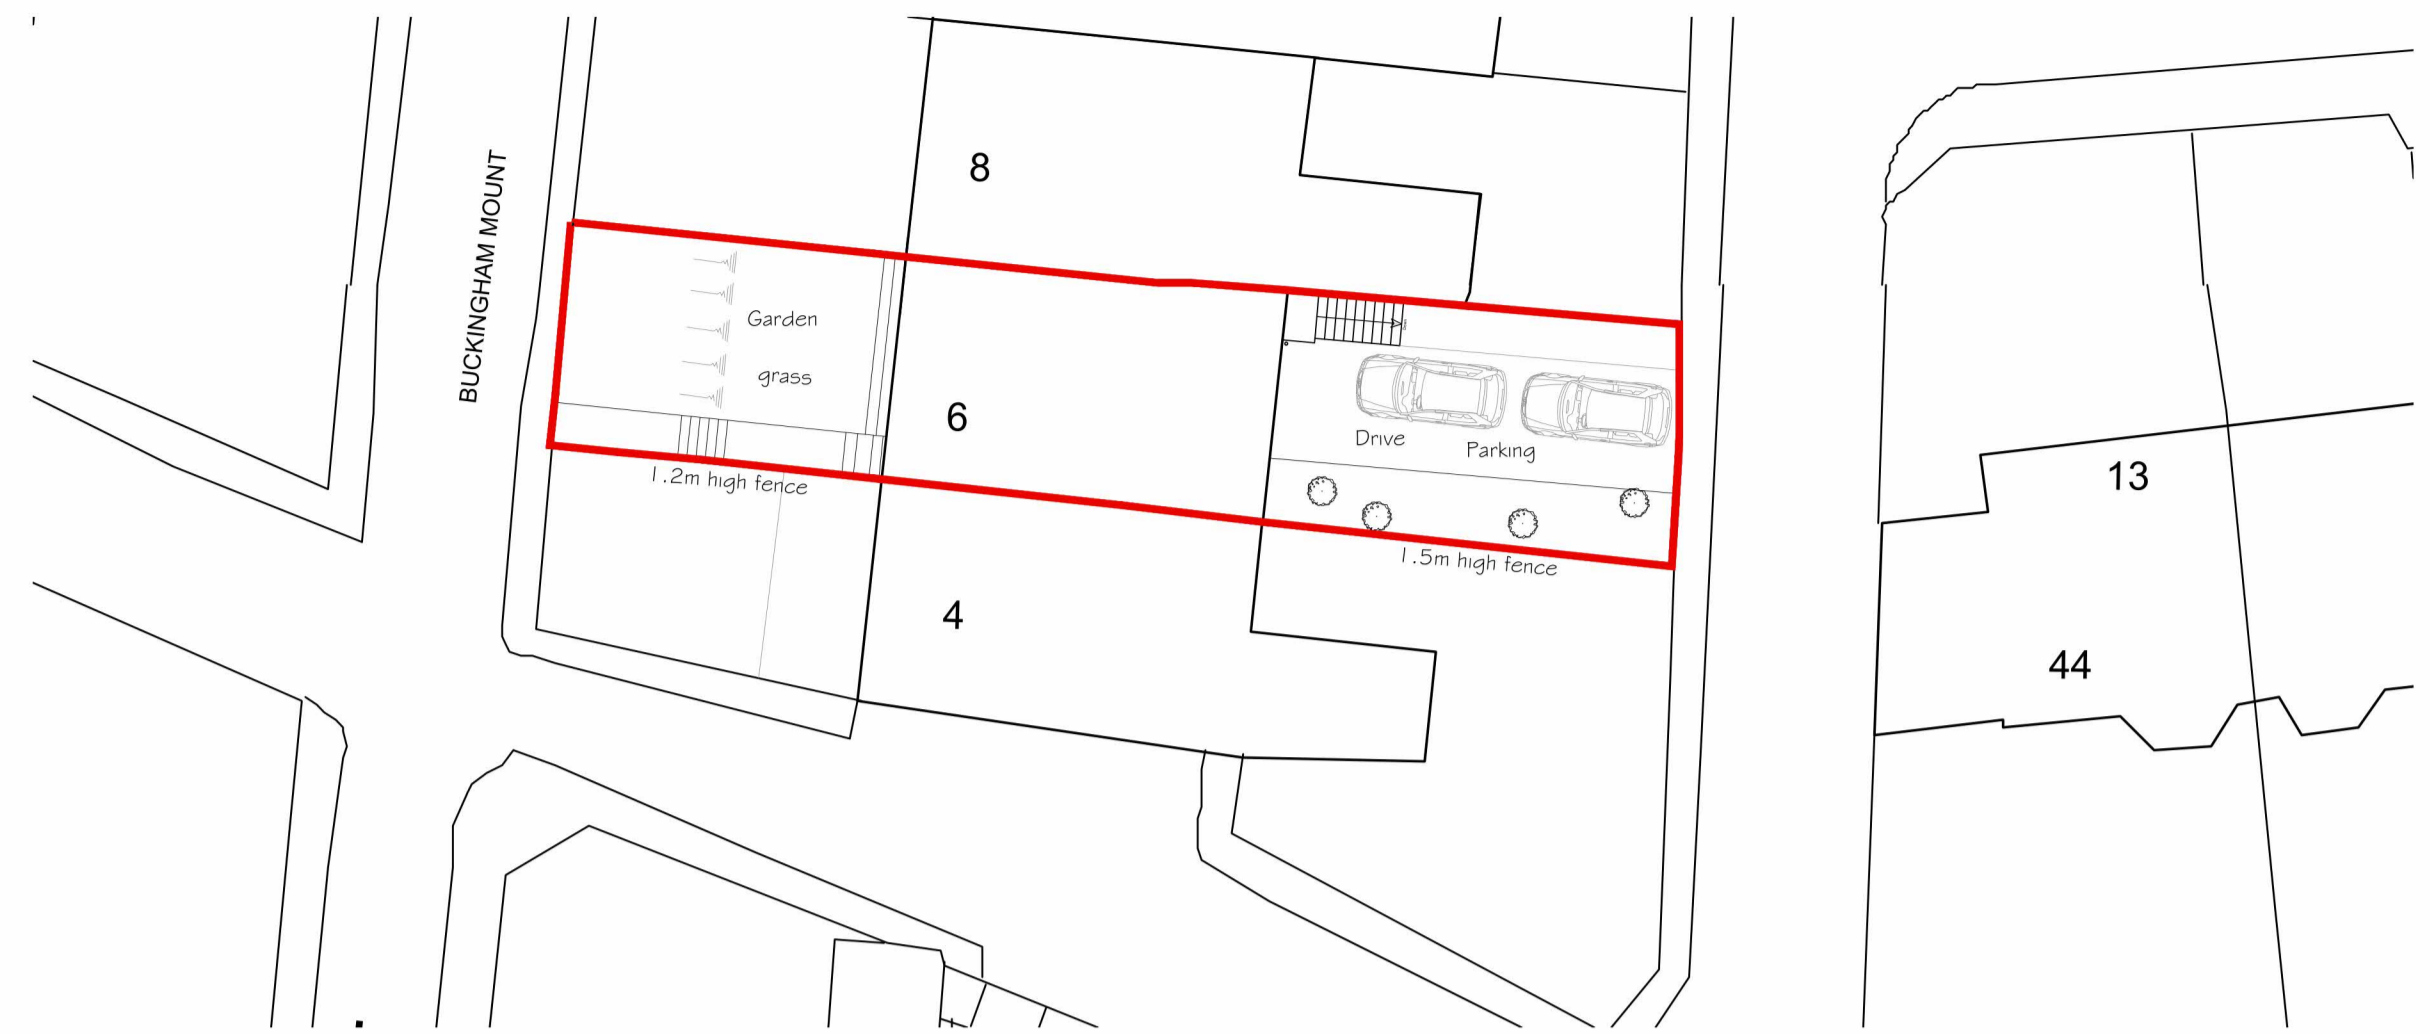 BUCKINGHAM MOUNT
8
Garden
grass
6
Drive
Parking
1.2m high fence
1.5m high fence
4
13
44